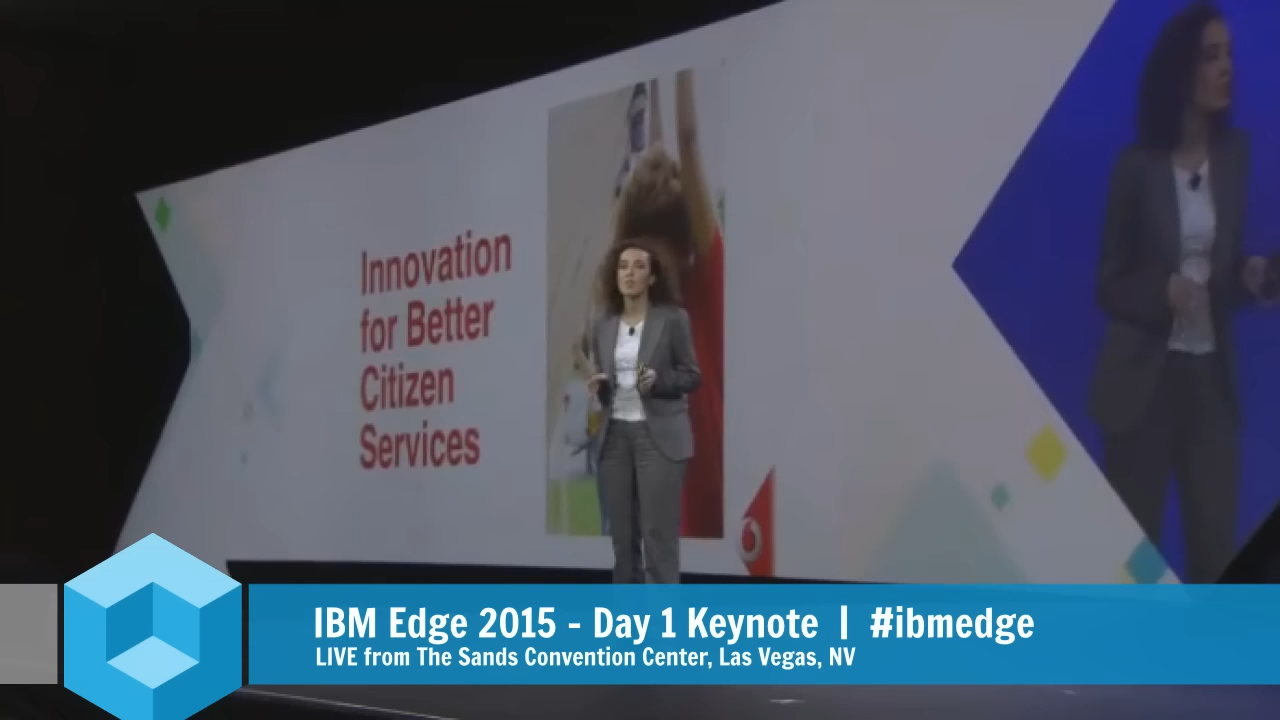 Innovation
for Better
Citizen
Services
IBM Edge 2015 - Day 1 Keynote | #ibmedge
LIVE from The Sands Convention Center, Las Vegas, NV